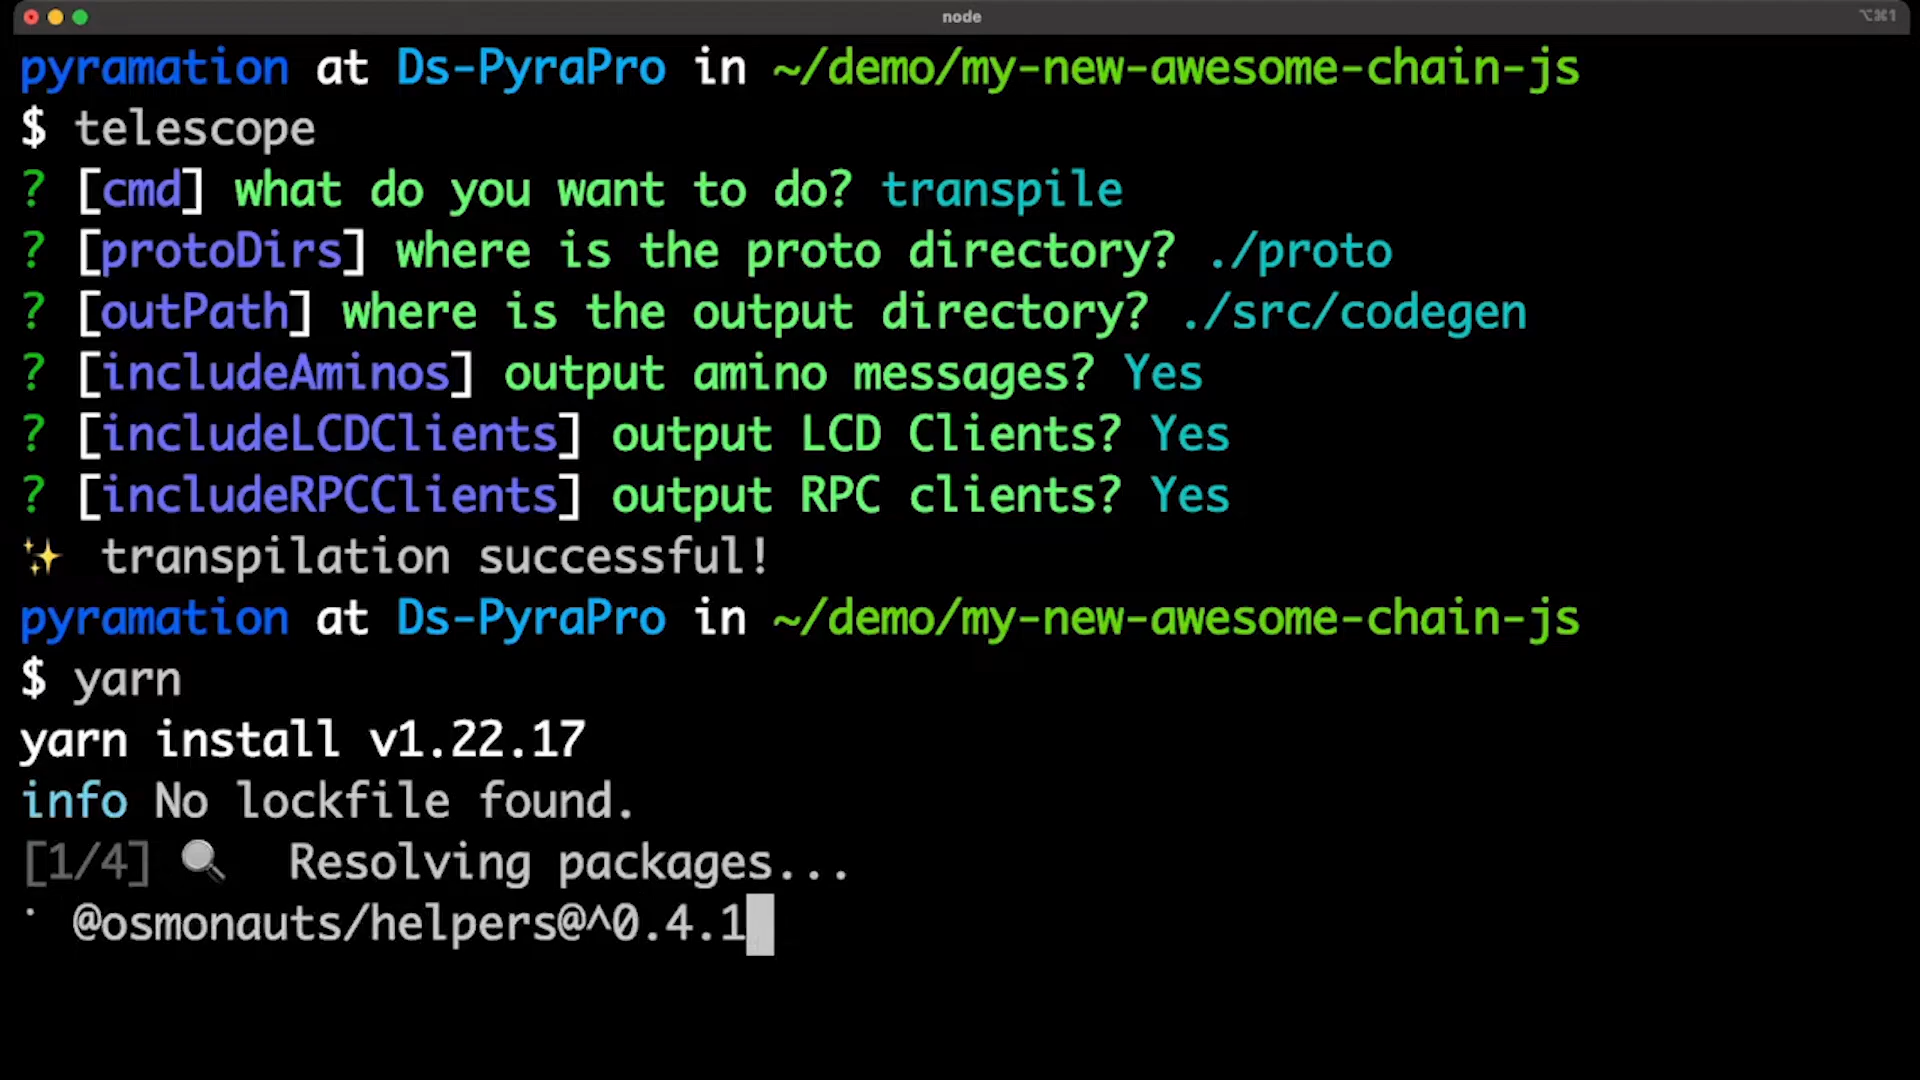 node
⌥⌘1
pyramation at Ds-PyraPro in ~/demo/my-new-awesome-chain-js
$ telescope
? [cmd] what do you want to do? transpile
? [protoDirs] where is the proto directory? ./proto
? [outPath] where is the output directory? ./src/codegen
? [includeAminos] output amino messages? Yes
? [includeLCDClients] output LCD Clients? Yes
? [includeRPCClients] output RPC clients? Yes
✨ transpilation successful!
pyramation at Ds-PyraPro in ~/demo/my-new-awesome-chain-js
$ yarn
yarn install v1.22.17
info No lockfile found.
[1/4] 🔍 Resolving packages...
⠁ @osmonauts/helpers@^0.4.1